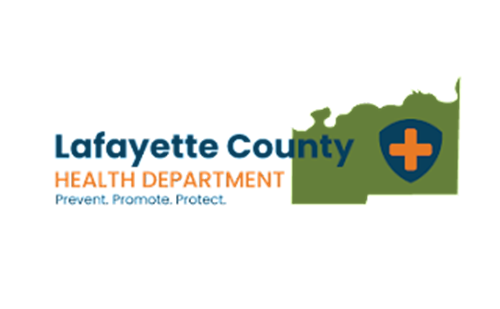 Lafayette County
HEALTH DEPARTMENT
Prevent. Promote. Protect.